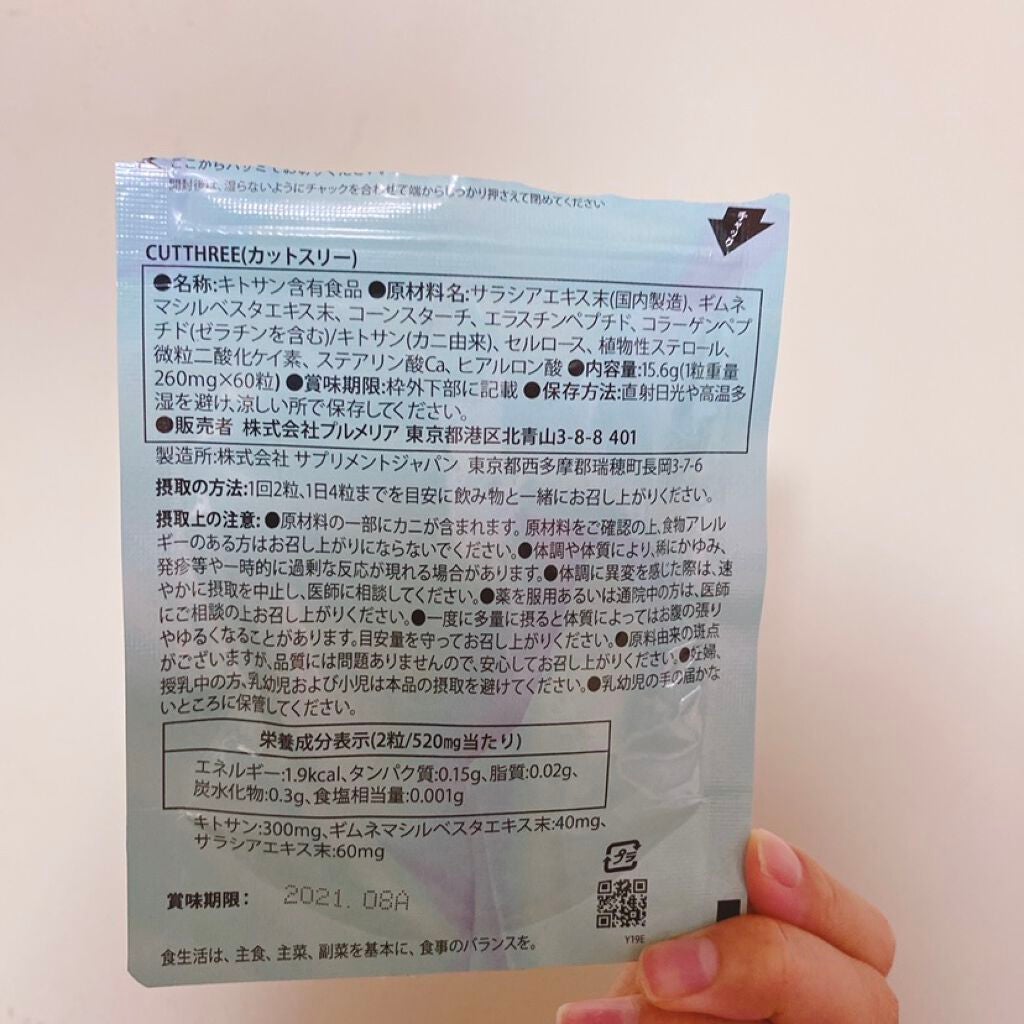 ここからハサミで
開封後は、湿らないようにチャックを合わせて端からしっかり押さえて閉めてください
チャック
CUTTHREE(カットスリー)
●名称:キトサン含有食品 ●原材料名:サラシアエキス末(国内製造)、ギムネ
マシルベスタエキス末、コーンスターチ、エラスチンペプチド、コラーゲンペプ
チド(ゼラチンを含む)/キトサン(カニ由来)、セルロース、植物性ステロール、
微粒二酸化ケイ素、ステアリン酸Ca、ヒアルロン酸 ●内容量:15.6g(1粒重量
260mg×60粒) ●賞味期限:枠外下部に記載 ●保存方法:直射日光や高温多
湿を避け、涼しい所で保存してください。
●販売者 株式会社プルメリア 東京都港区北青山3-8-8 401
製造所:株式会社 サプリメントジャパン 東京都西多摩郡瑞穂町長岡3-7-6
摂取の方法:1回2粒、1日4粒までを目安に飲み物と一緒にお召し上がりください。
摂取上の注意:●原材料の一部にカニが含まれます。原材料をご確認の上、食物アレル
ギーのある方はお召し上がりにならないでください。●体調や体質により、稀にかゆみ、
発疹等や一時的に過剰な反応が現れる場合があります。●体調に異変を感じた際は、速
やかに摂取を中止し、医師に相談してください。●薬を服用あるいは通院中の方は、医師
にご相談の上お召し上がりください。●一度に多量に摂ると体質によってはお腹の張り
やゆるくなることがあります。目安量を守ってお召し上がりください。●原料由来の斑点
がございますが、品質には問題ありませんので、安心してお召し上がりください。●妊婦、
授乳中の方、乳幼児および小児は本品の摂取を避けてください。●乳幼児の手の届かな
いところに保管してください。
栄養成分表示(2粒/520mg当たり)
エネルギー:1.9kcal、タンパク質:0.15g、脂質:0.02g、
炭水化物:0.3g、食塩相当量:0.001g
キトサン:300mg、ギムネマシルベスタエキス末:40mg、
サラシアエキス末:60mg
プラ
賞味期限: 2021. 08A
Y19E
食生活は、主食、主菜、副菜を基本に、食事のバランスを。